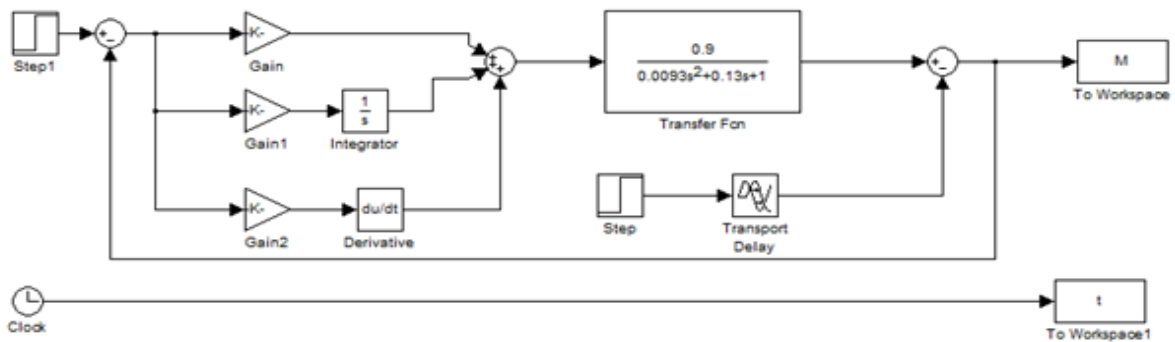 Step1
+
-
K-
Gain
K-
Gain1
1
s
Integrator
K-
Gain2
du/dt
Derivative
+
+
+
0.9
0.0093s²+0.13s+1
Transfer Fcn
Step
Transport
Delay
+
-
M
To Workspace
Clock
t
To Workspace1